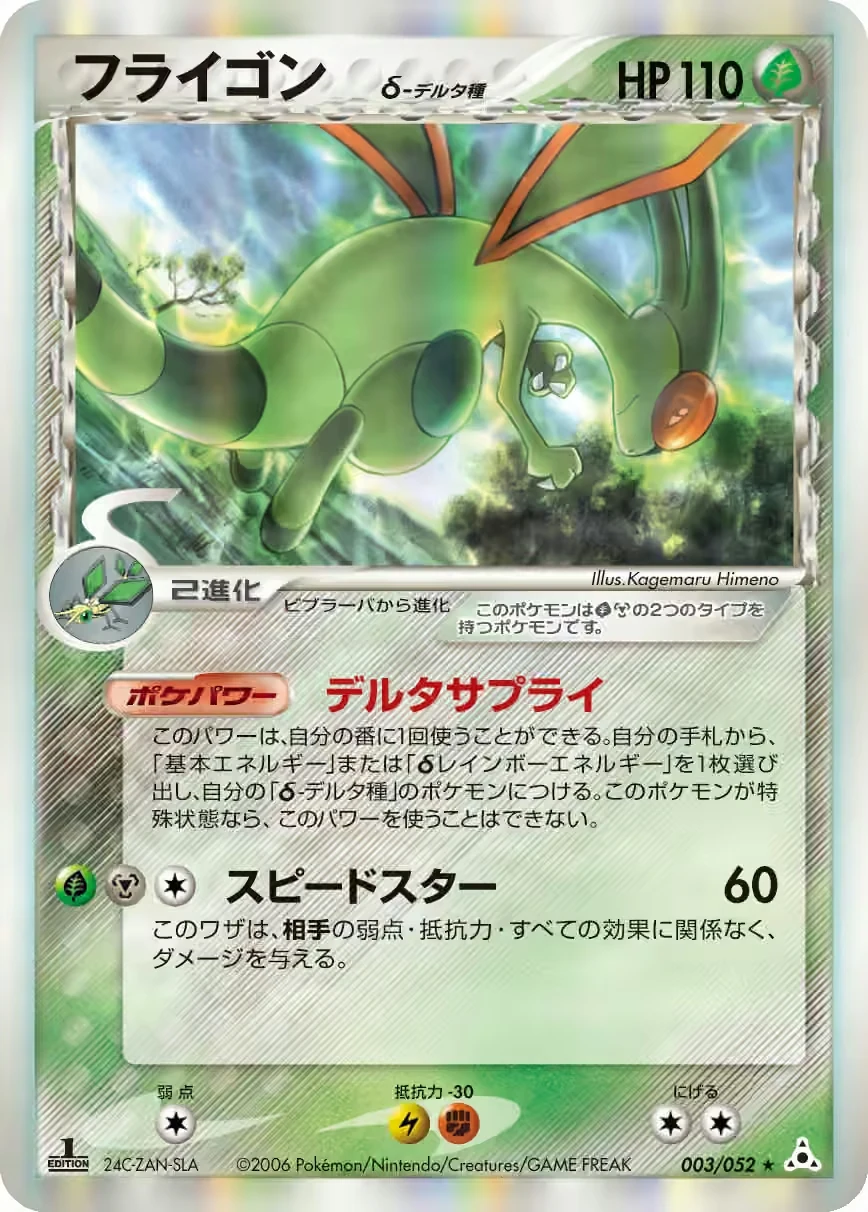 フライゴン δ-デルタ種 HP 110
Illus.Kagemaru Himeno
2進化 ビブラーバから進化
このポケモンは の2つのタイプを
持つポケモンです。
ポケパワー デルタサプライ
このパワーは、自分の番に1回使うことができる。自分の手札から、
「基本エネルギー」または「δレインボーエネルギー」を1枚選び
出し、自分の「δ-デルタ種」のポケモンにつける。このポケモンが特
殊状態なら、このパワーを使うことはできない。
スピードスター 60
このワザは、相手の弱点・抵抗力・すべての効果に関係なく、
ダメージを与える。
弱点 抵抗力 -30 にげる
1 EDITION 24C-ZAN-SLA ©2006 Pokémon/Nintendo/Creatures/GAME FREAK 003/052 ★